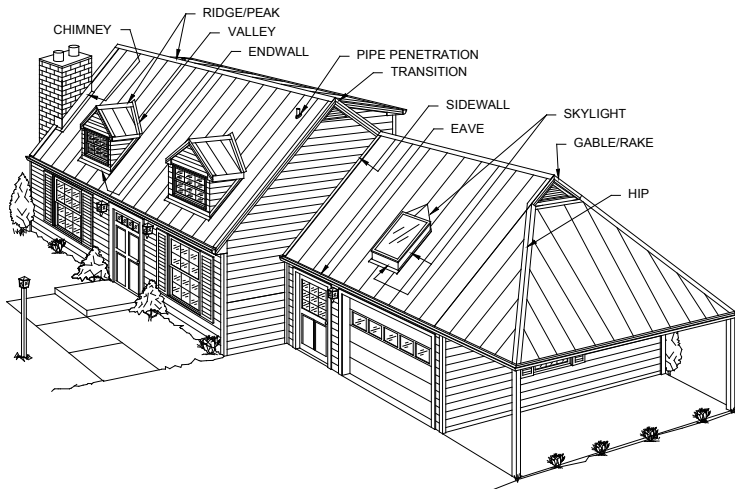 RIDGE/PEAK
CHIMNEY
VALLEY
ENDWALL
PIPE PENETRATION
TRANSITION
SIDEWALL
EAVE
SKYLIGHT
GABLE/RAKE
HIP